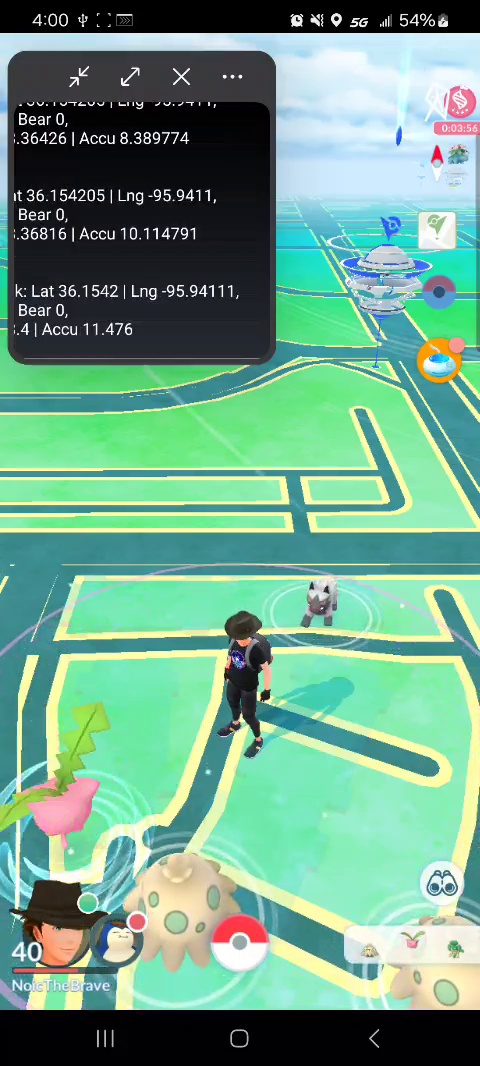 4:00
5G
54%
t 36.154205 | Lng -95.9411,
Bear 0,
.36426 | Accu 8.389774
at 36.154205 | Lng -95.9411,
Bear 0,
.36816 | Accu 10.114791
k: Lat 36.1542 | Lng -95.94111,
Bear 0,
.4 | Accu 11.476
0:03:56
40
NoicTheBrave